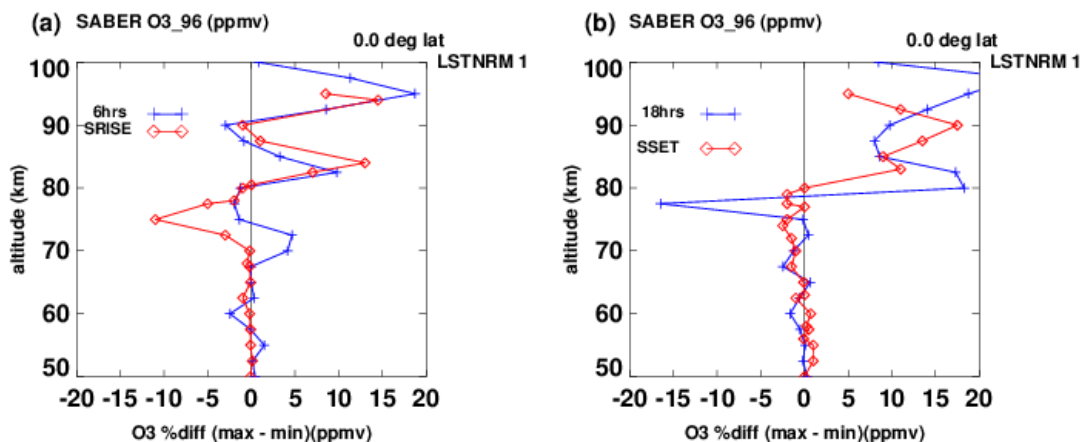 (a) SABER O3_96 (ppmv)
0.0 deg lat
LSTNRM 1
100
90
80
70
60
50
altitude (km)
6hrs
SRISE
-20 -15 -10 -5 0 5 10 15 20
O3 %diff (max - min)(ppmv)
(b) SABER O3_96 (ppmv)
0.0 deg lat
LSTNRM 1
100
90
80
70
60
50
altitude (km)
18hrs
SSET
-20 -15 -10 -5 0 5 10 15 20
O3 %diff (max - min)(ppmv)